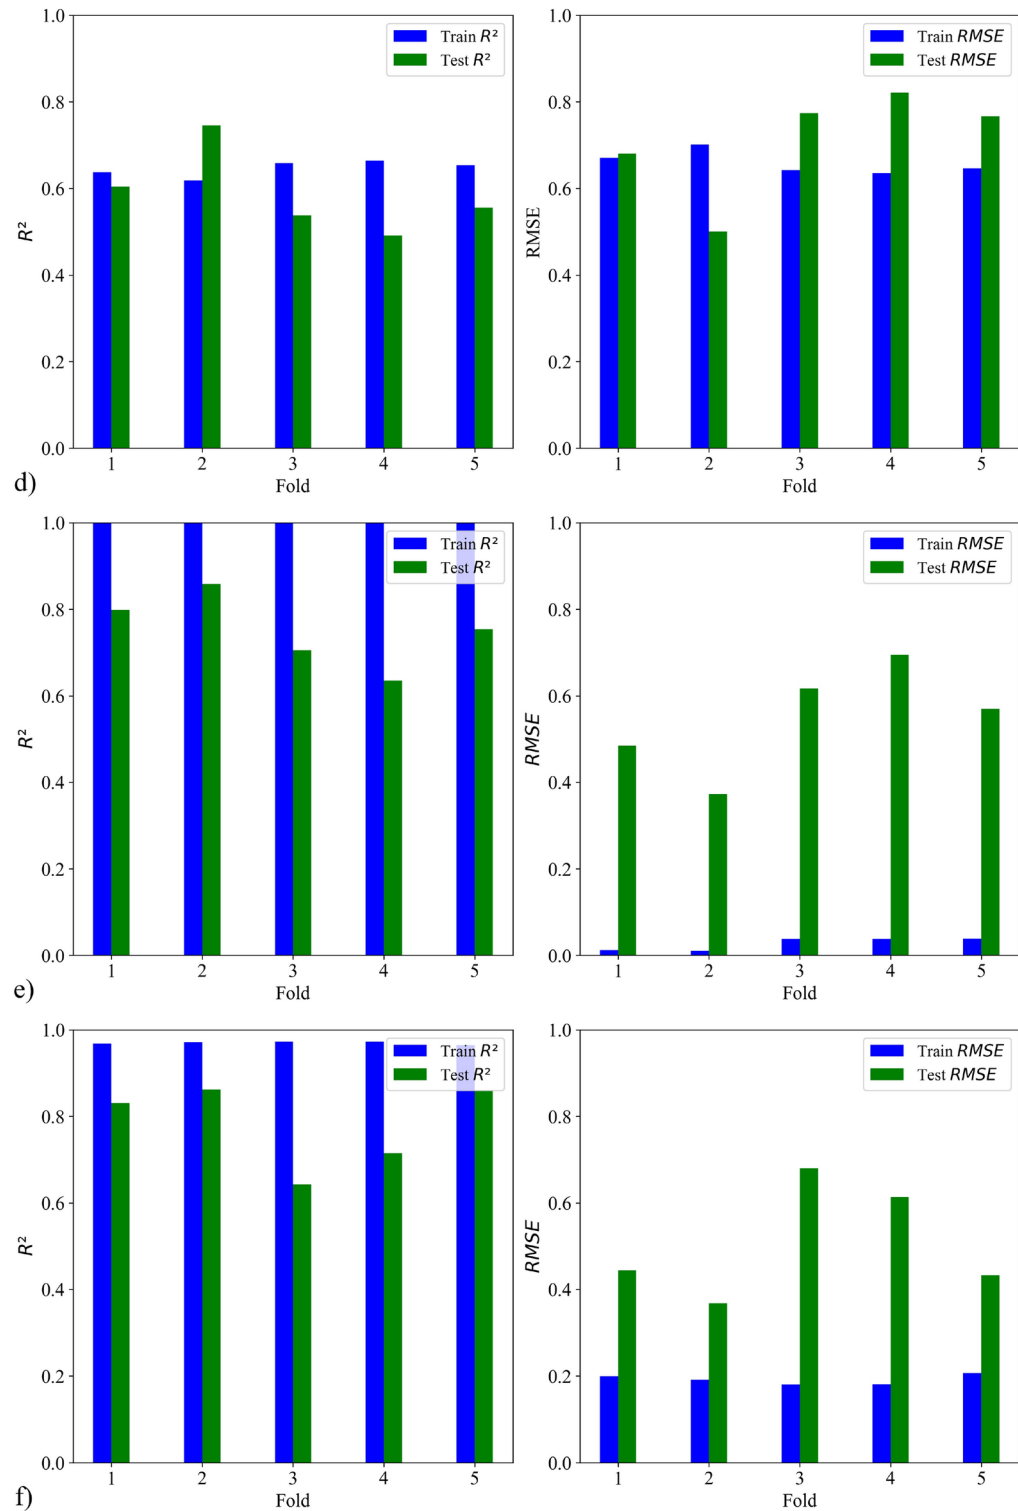 1.0
0.8
0.6
0.4
0.2
0.0
R²
Train R²
Test R²
1 2 3 4 5
Fold
1.0
0.8
0.6
0.4
0.2
0.0
RMSE
Train RMSE
Test RMSE
1 2 3 4 5
Fold
d)
1.0
0.8
0.6
0.4
0.2
0.0
R²
Train R²
Test R²
1 2 3 4 5
Fold
1.0
0.8
0.6
0.4
0.2
0.0
RMSE
Train RMSE
Test RMSE
1 2 3 4 5
Fold
e)
1.0
0.8
0.6
0.4
0.2
0.0
R²
Train R²
Test R²
1 2 3 4 5
Fold
1.0
0.8
0.6
0.4
0.2
0.0
RMSE
Train RMSE
Test RMSE
1 2 3 4 5
Fold
f)